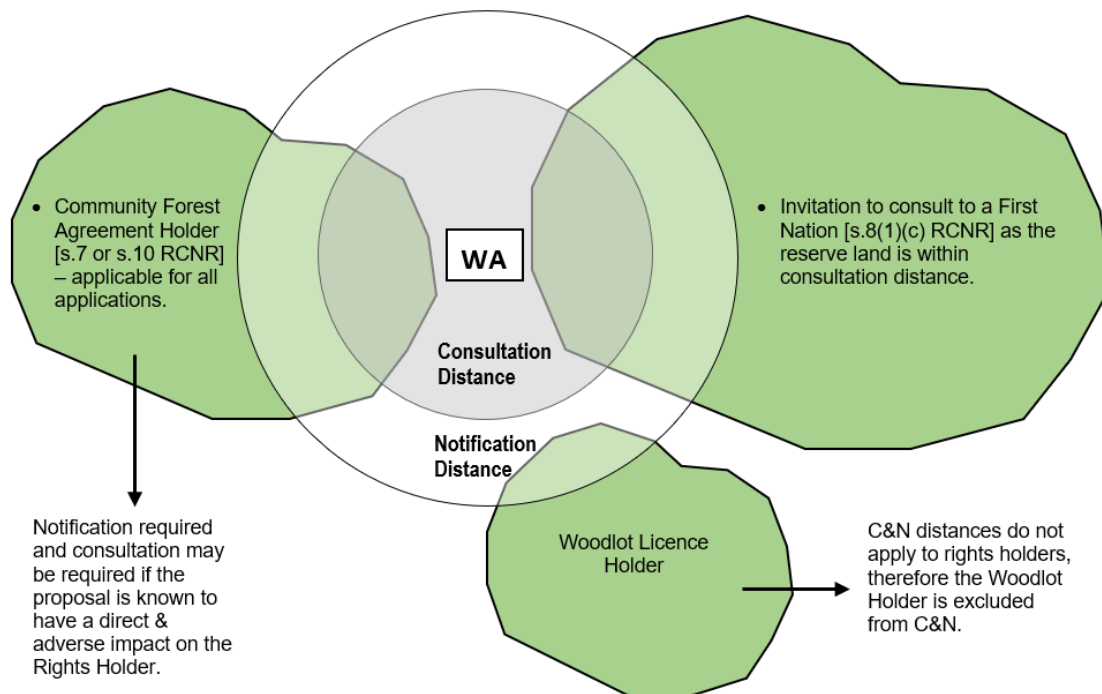 • Community Forest
Agreement Holder
[s.7 or s.10 RCNR]
– applicable for all
applications.
WA
• Invitation to consult to a First
Nation [s.8(1)(c) RCNR] as the
reserve land is within
consultation distance.
Consultation
Distance
Notification
Distance
Notification required
and consultation may
be required if the
proposal is known to
have a direct &
adverse impact on the
Rights Holder.
Woodlot Licence
Holder
C&N distances do not
apply to rights holders,
therefore the Woodlot
Holder is excluded
from C&N.